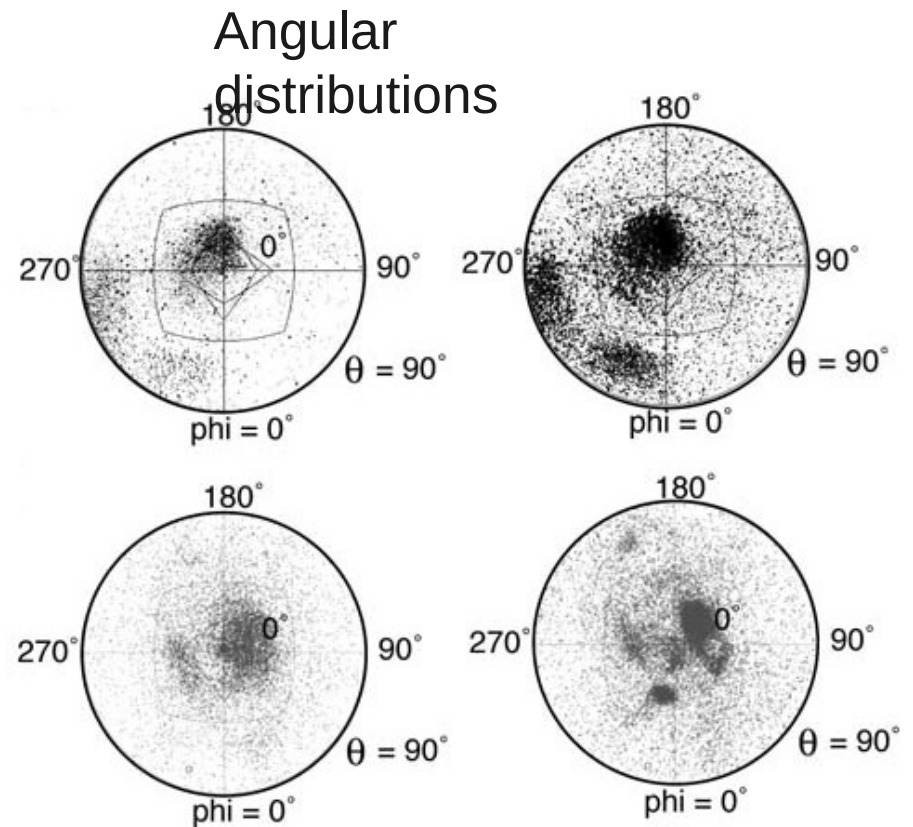 Angular
distributions
180°
180°
0°
270°
90°
270°
90°
θ = 90°
θ = 90°
phi = 0°
phi = 0°
180°
180°
0°
0°
270°
90°
270°
90°
θ = 90°
θ = 90°
phi = 0°
phi = 0°